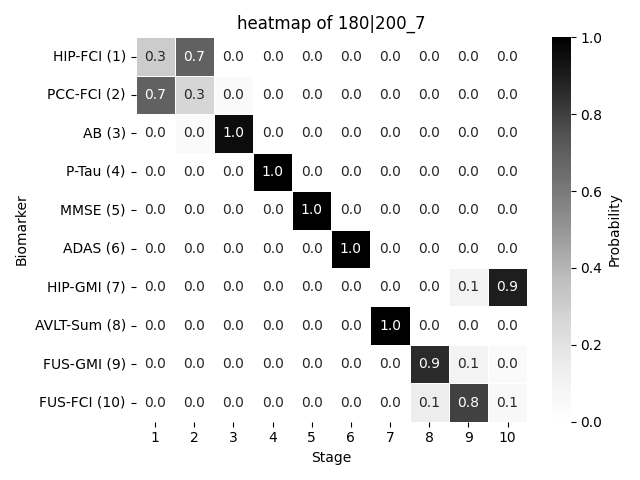 heatmap of 180|200_7
HIP-FCI (1) 0.3 0.7 0.0 0.0 0.0 0.0 0.0 0.0 0.0 0.0
PCC-FCI (2) 0.7 0.3 0.0 0.0 0.0 0.0 0.0 0.0 0.0 0.0
AB (3) 0.0 0.0 1.0 0.0 0.0 0.0 0.0 0.0 0.0 0.0
P-Tau (4) 0.0 0.0 0.0 1.0 0.0 0.0 0.0 0.0 0.0 0.0
MMSE (5) 0.0 0.0 0.0 0.0 1.0 0.0 0.0 0.0 0.0 0.0
ADAS (6) 0.0 0.0 0.0 0.0 0.0 1.0 0.0 0.0 0.0 0.0
HIP-GMI (7) 0.0 0.0 0.0 0.0 0.0 0.0 0.0 0.0 0.1 0.9
AVLT-Sum (8) 0.0 0.0 0.0 0.0 0.0 0.0 1.0 0.0 0.0 0.0
FUS-GMI (9) 0.0 0.0 0.0 0.0 0.0 0.0 0.0 0.9 0.1 0.0
FUS-FCI (10) 0.0 0.0 0.0 0.0 0.0 0.0 0.0 0.1 0.8 0.1
1 2 3 4 5 6 7 8 9 10
Stage
Biomarker
1.0
0.8
0.6
0.4
0.2
0.0
Probability